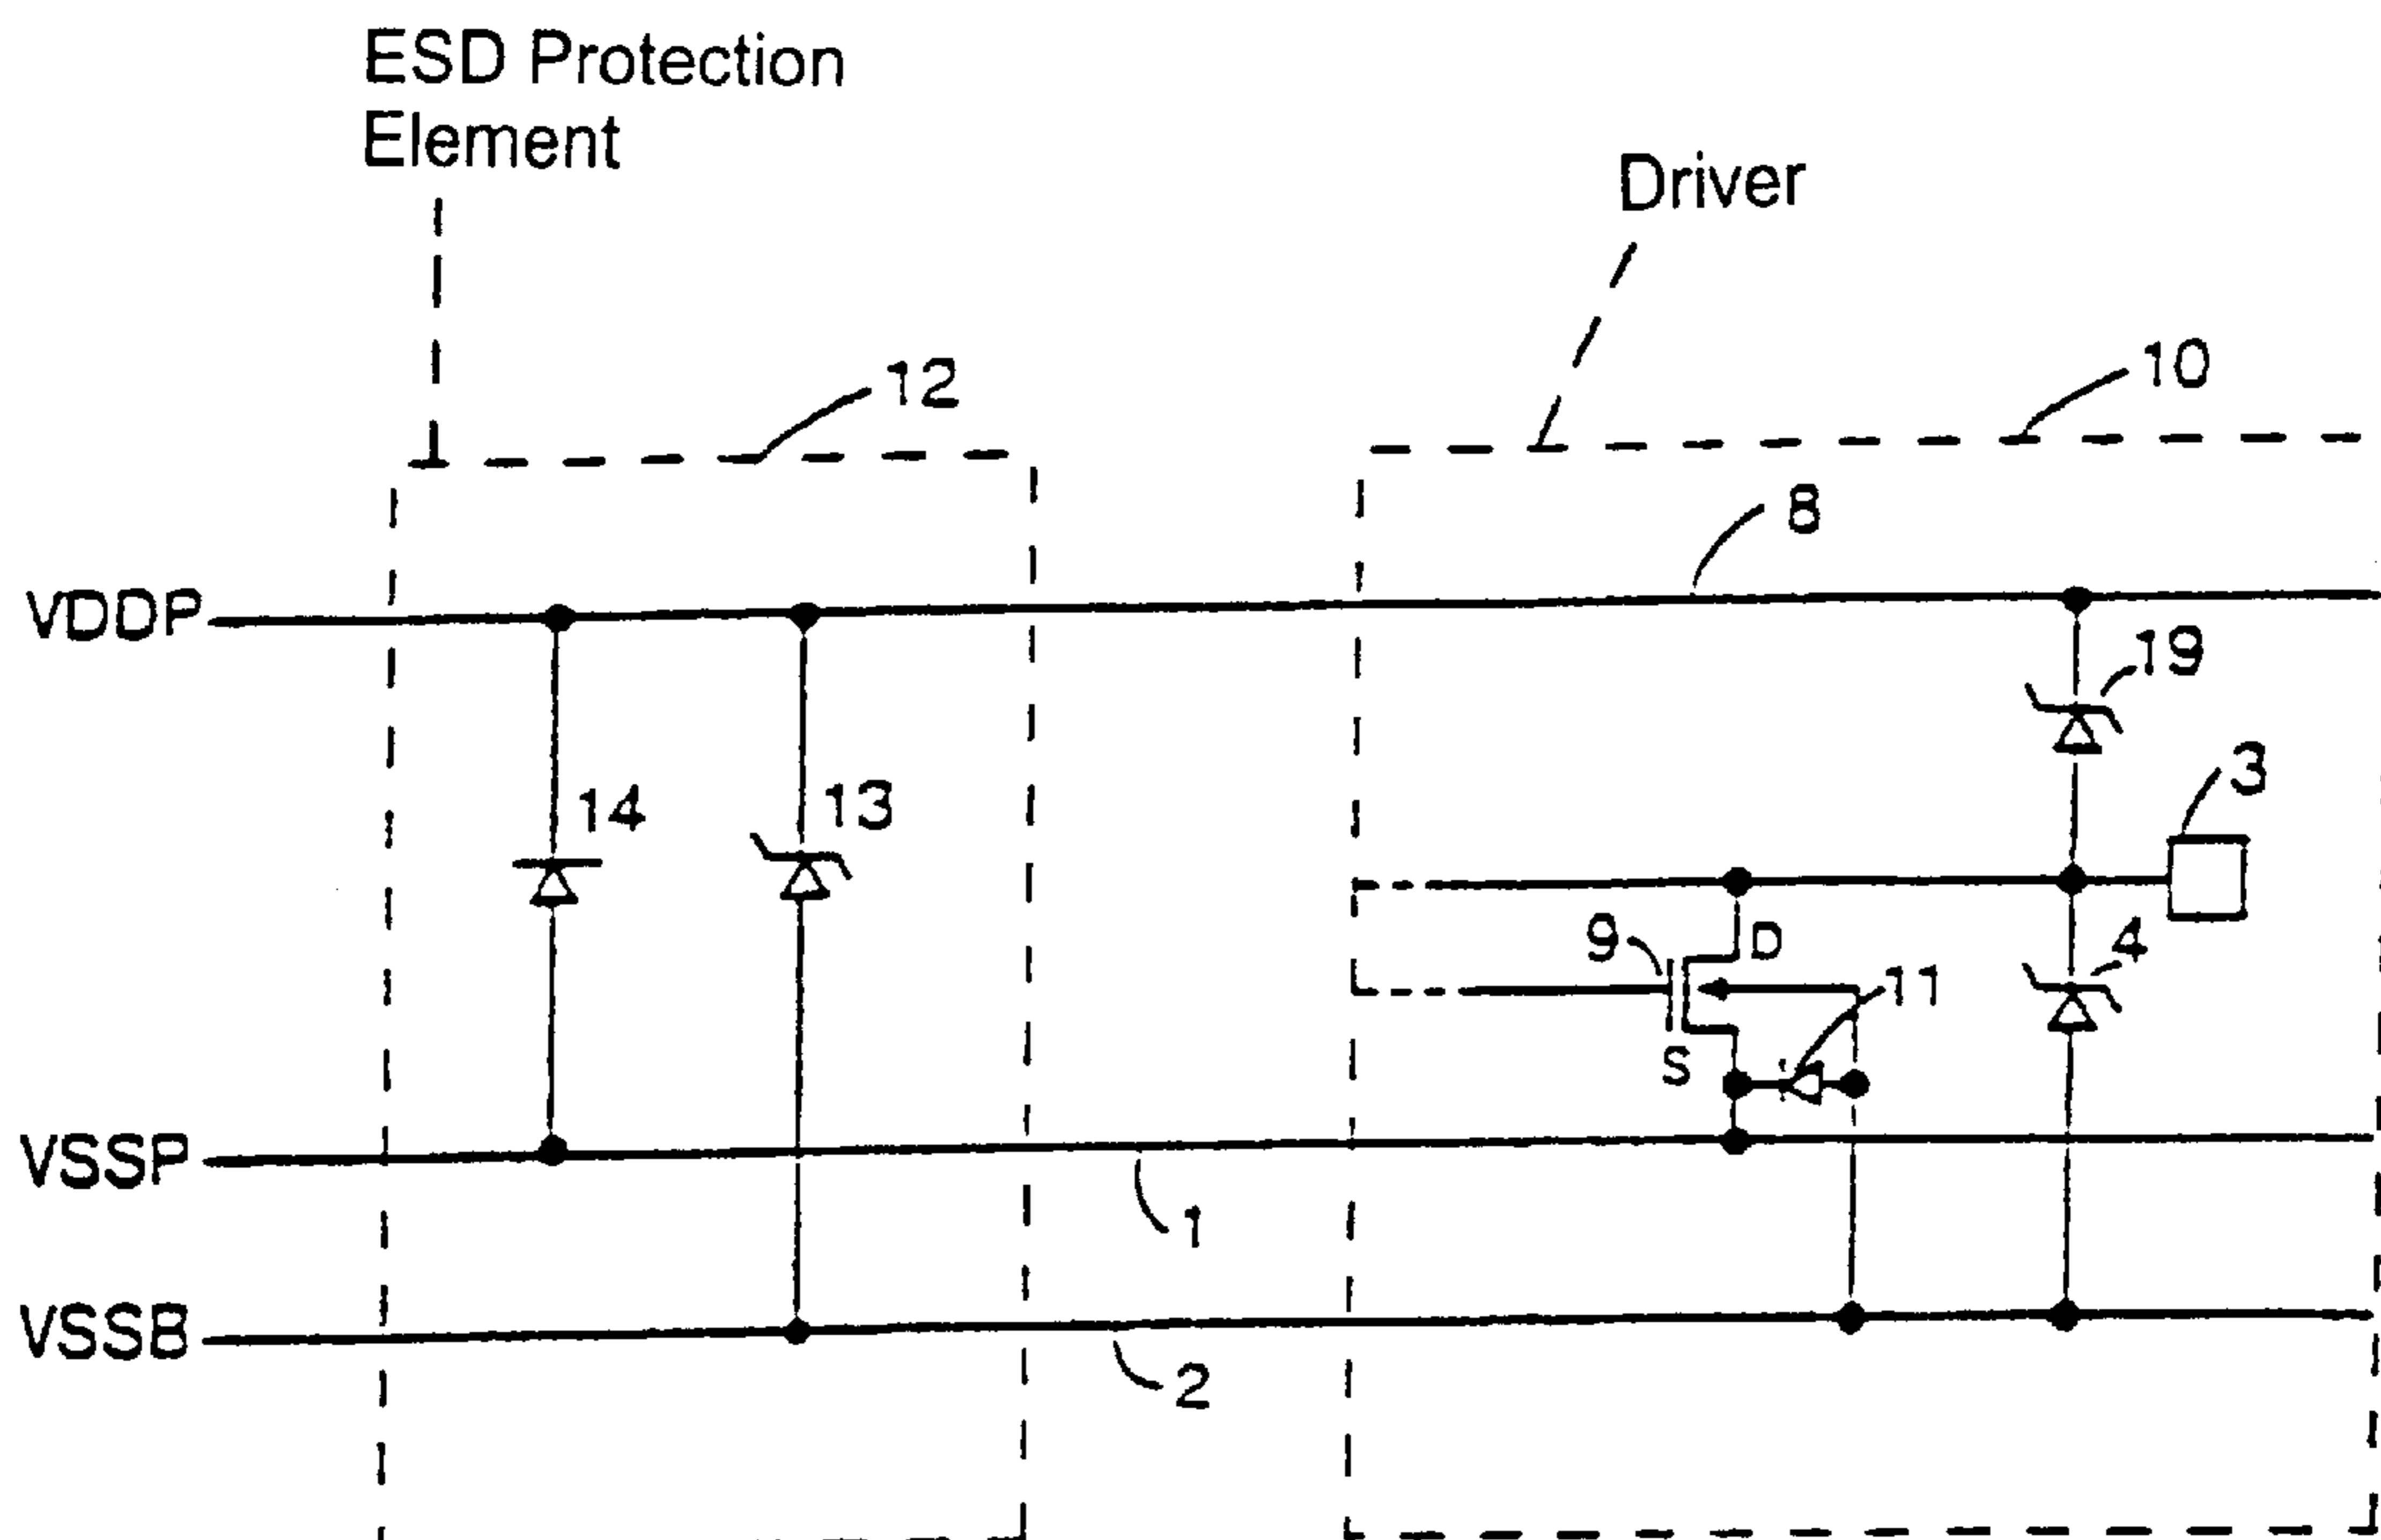 ESD Protection
Element
Driver
12
10
8
VDDP
19
3
14
13
9
D
4
11
S
VSSP
1
VSSB
2